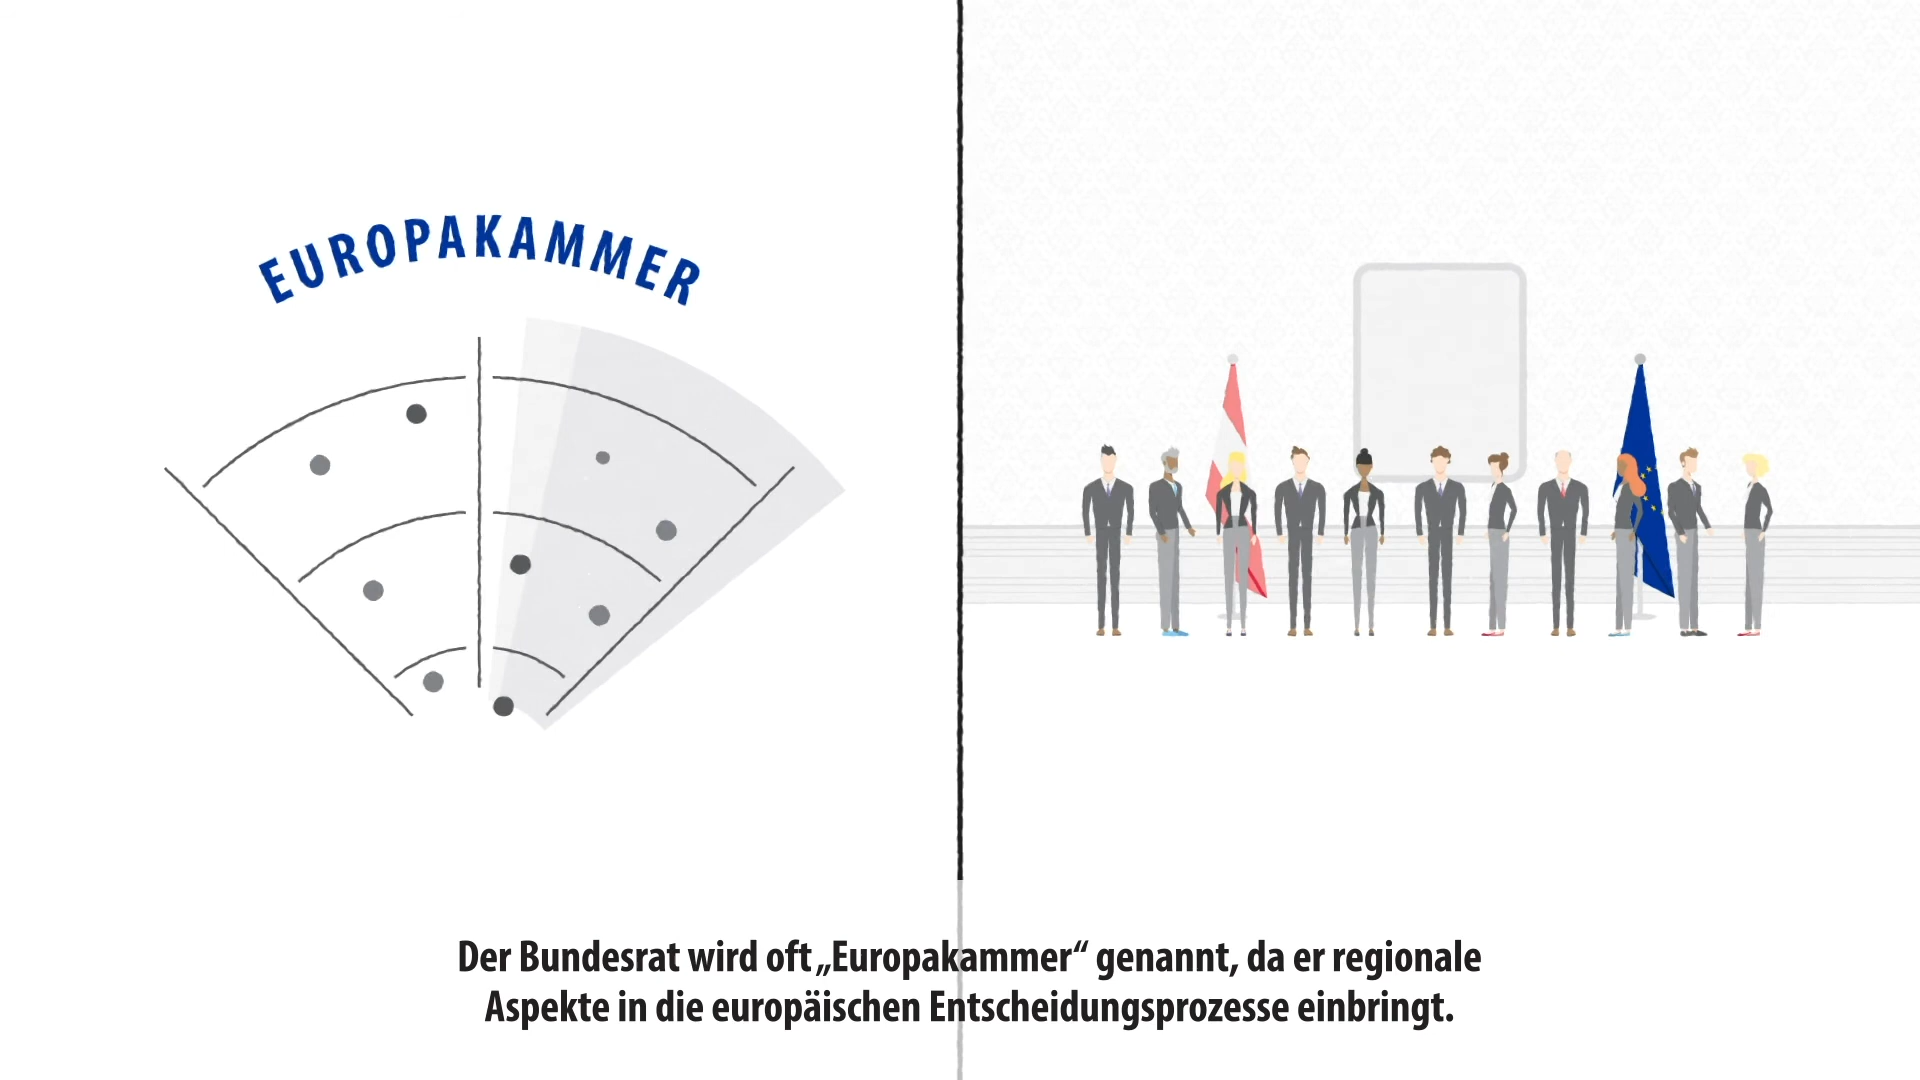 EUROPAKAMMER
Der Bundesrat wird oft „Europakammer“ genannt, da er regionale
Aspekte in die europäischen Entscheidungsprozesse einbringt.